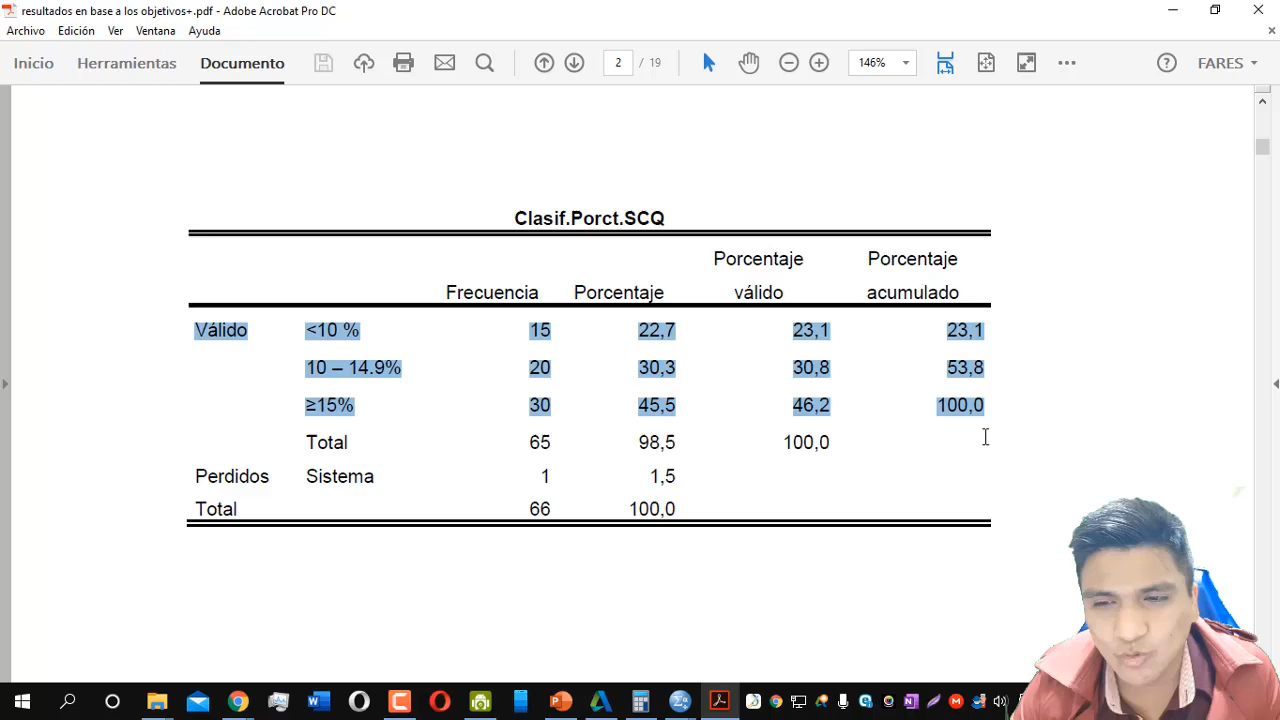 resultados en base a los objetivos+.pdf - Adobe Acrobat Pro DC
Archivo Edición Ver Ventana Ayuda
Inicio Herramientas Documento 2 / 19 146% FARES
Clasif.Porct.SCQ
Porcentaje Porcentaje
Frecuencia Porcentaje válido acumulado
Válido <10 % 15 22,7 23,1 23,1
10 – 14.9% 20 30,3 30,8 53,8
≥15% 30 45,5 46,2 100,0
Total 65 98,5 100,0
Perdidos Sistema 1 1,5
Total 66 100,0